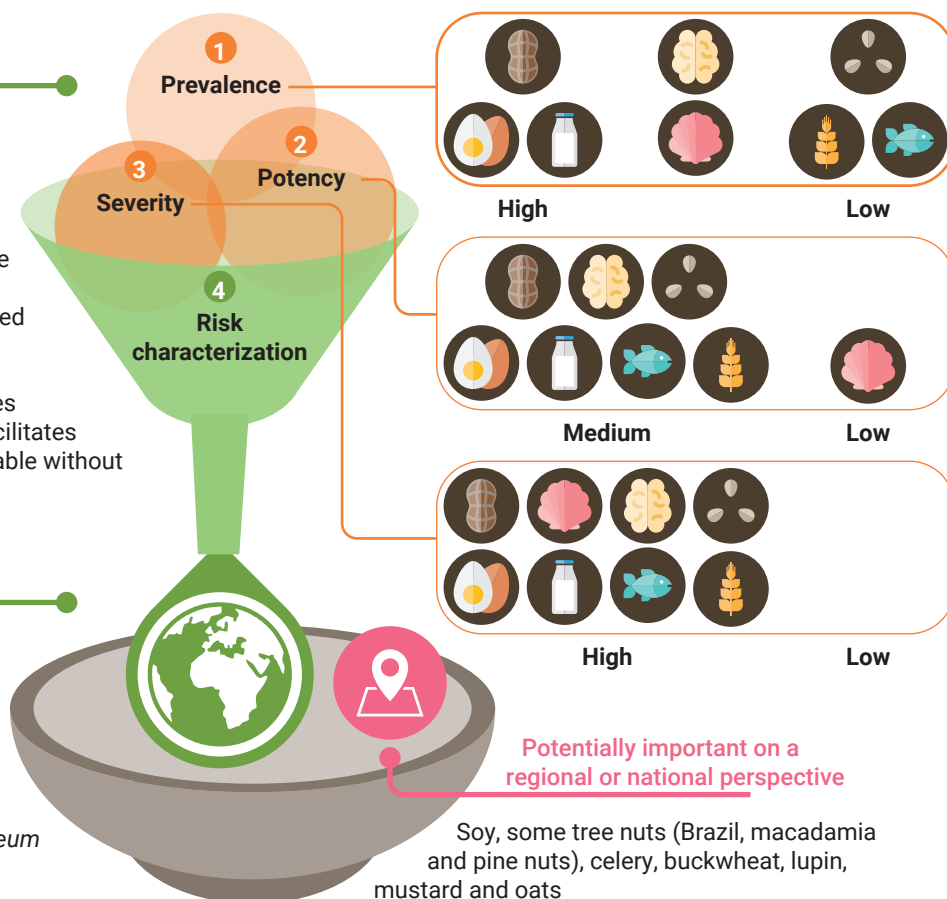 1
Prevalence
2
Potency
3
Severity
4
Risk
characterization
High
Low
Medium
Low
High
Low
e
ed
es
cilitates
able without
eum
Potentially important on a
regional or national perspective
Soy, some tree nuts (Brazil, macadamia
and pine nuts), celery, buckwheat, lupin,
mustard and oats